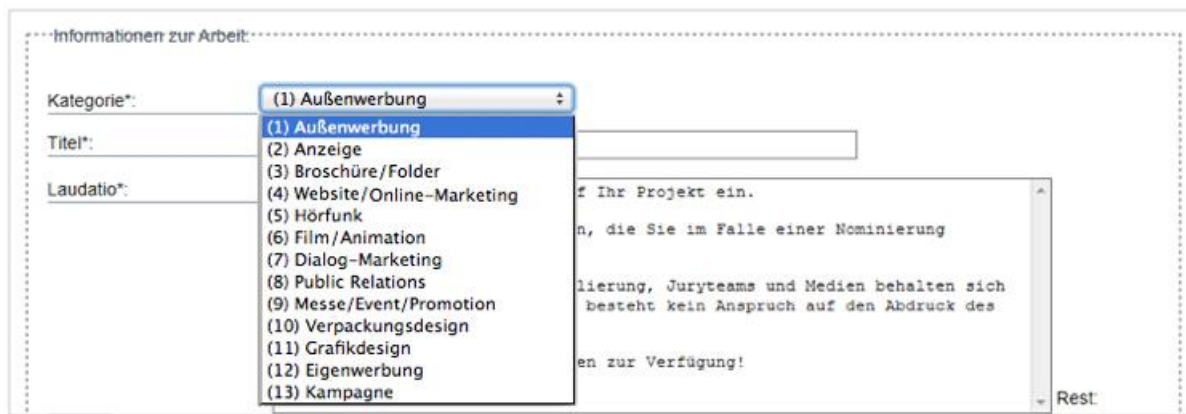 Informationen zur Arbeit:
Kategorie*:
(1) Außenwerbung
(1) Außenwerbung
(2) Anzeige
(3) Broschüre/Folder
(4) Website/Online-Marketing
(5) Hörfunk
(6) Film/Animation
(7) Dialog-Marketing
(8) Public Relations
(9) Messe/Event/Promotion
(10) Verpackungsdesign
(11) Grafikdesign
(12) Eigenwerbung
(13) Kampagne
Titel*:
Laudatio*:
Ihr Projekt ein.
die Sie im Falle einer Nominierung
Juryteams und Medien behalten sich
besteht kein Anspruch auf den Abdruck des
zur Verfügung!
Rest: